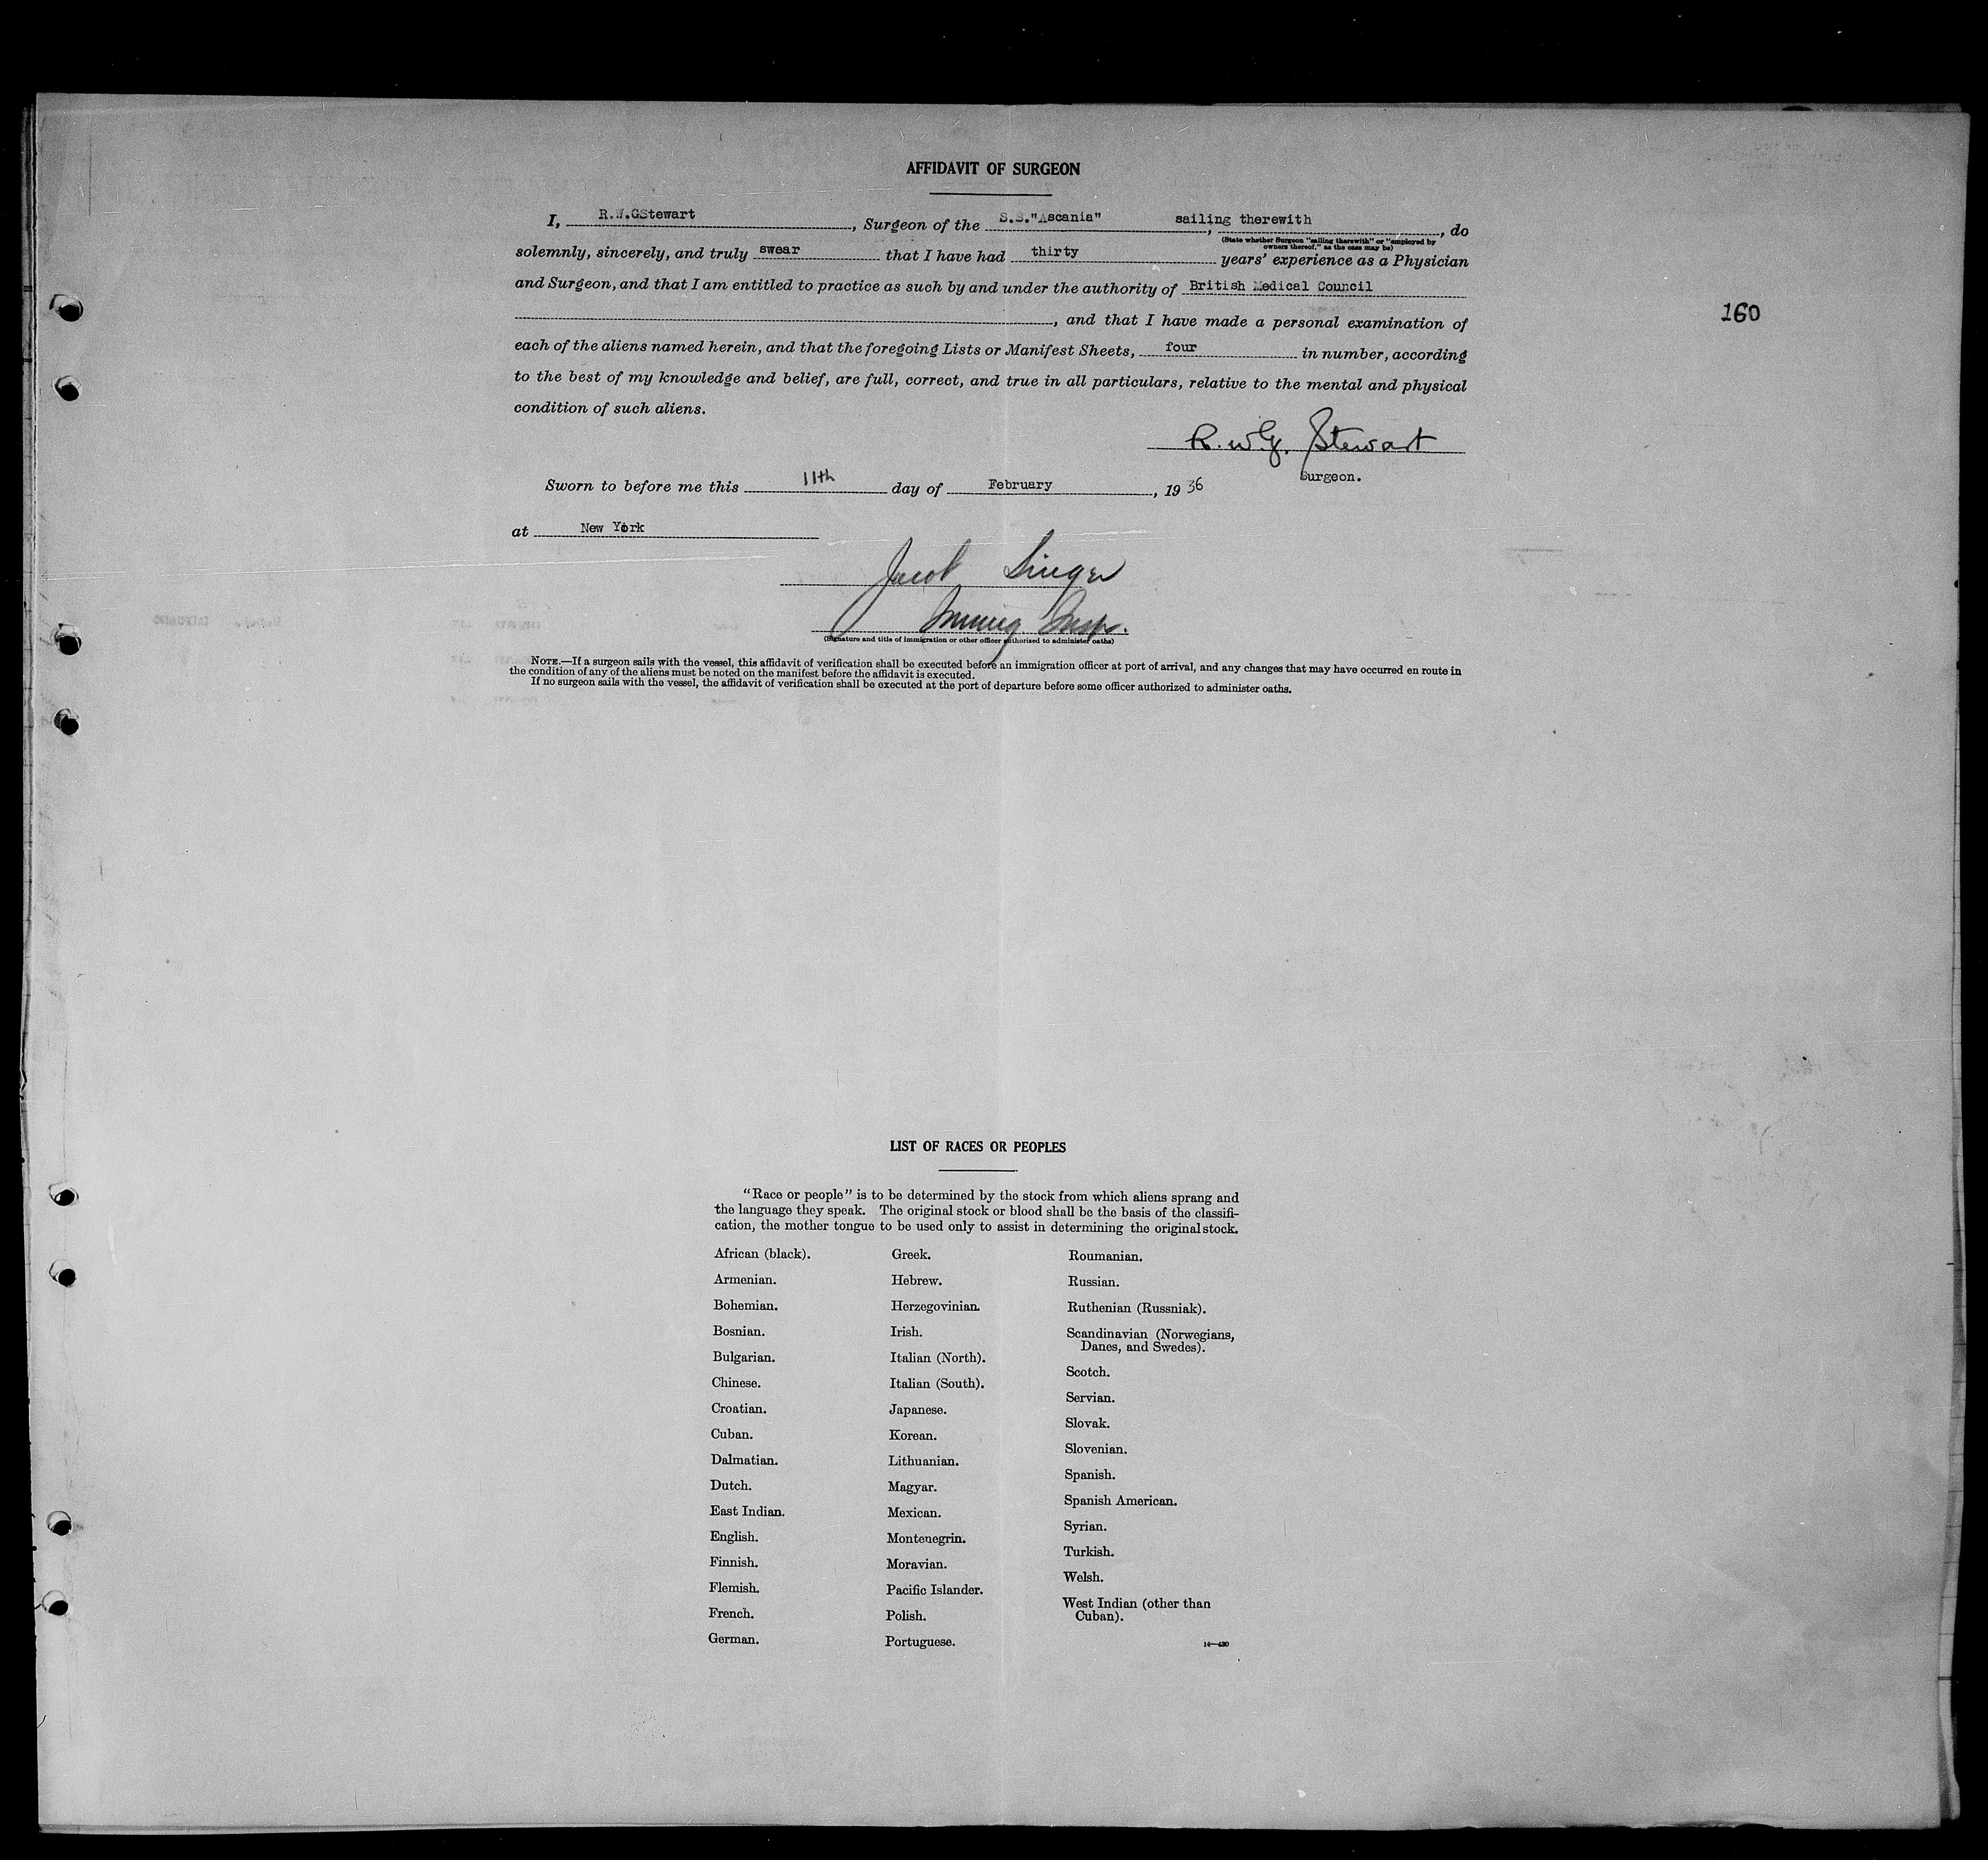 AFFIDAVIT OF SURGEON
I, R.W.GStewart, Surgeon of the S.S."Ascania", sailing therewith, do
(State whether Surgeon "sailing therewith" or "employed by
owners thereof," as the case may be)
solemnly, sincerely, and truly swear that I have had thirty years' experience as a Physician
and Surgeon, and that I am entitled to practice as such by and under the authority of British Medical Council
, and that I have made a personal examination of
160
each of the aliens named herein, and that the foregoing Lists or Manifest Sheets, four in number, according
to the best of my knowledge and belief, are full, correct, and true in all particulars, relative to the mental and physical
condition of such aliens.
R. W. G. Stewart
Surgeon.
Sworn to before me this 11th day of February, 1936
at New York
Jacob Singer
Immig. Insp.
(Signature and title of immigration or other officer authorized to administer oaths)
NOTE.—If a surgeon sails with the vessel, this affidavit of verification shall be executed before an immigration officer at port of arrival, and any changes that may have occurred en route in
the condition of any of the aliens must be noted on the manifest before the affidavit is executed.
If no surgeon sails with the vessel, the affidavit of verification shall be executed at the port of departure before some officer authorized to administer oaths.
LIST OF RACES OR PEOPLES
"Race or people" is to be determined by the stock from which aliens sprang and
the language they speak. The original stock or blood shall be the basis of the classifi-
cation, the mother tongue to be used only to assist in determining the original stock.
African (black).
Armenian.
Bohemian.
Bosnian.
Bulgarian.
Chinese.
Croatian.
Cuban.
Dalmatian.
Dutch.
East Indian.
English.
Finnish.
Flemish.
French.
German.
Greek.
Hebrew.
Herzegovinian.
Irish.
Italian (North).
Italian (South).
Japanese.
Korean.
Lithuanian.
Magyar.
Mexican.
Montenegrin.
Moravian.
Pacific Islander.
Polish.
Portuguese.
Roumanian.
Russian.
Ruthenian (Russniak).
Scandinavian (Norwegians,
Danes, and Swedes).
Scotch.
Servian.
Slovak.
Slovenian.
Spanish.
Spanish American.
Syrian.
Turkish.
Welsh.
West Indian (other than
Cuban).
14—430